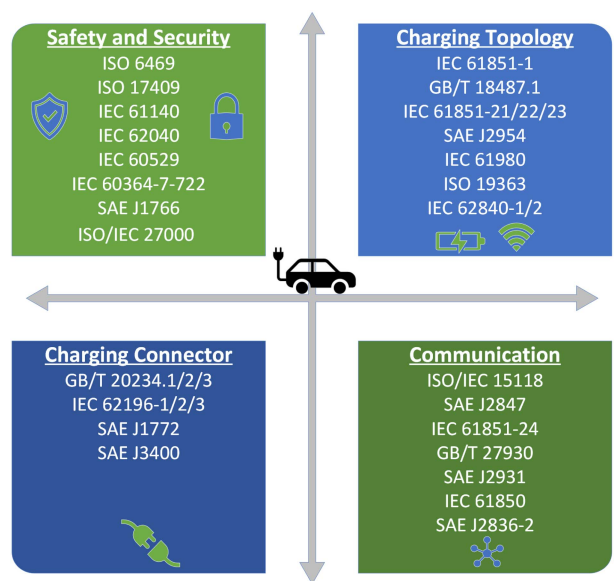 Safety and Security
ISO 6469
ISO 17409
IEC 61140
IEC 62040
IEC 60529
IEC 60364-7-722
SAE J1766
ISO/IEC 27000
Charging Topology
IEC 61851-1
GB/T 18487.1
IEC 61851-21/22/23
SAE J2954
IEC 61980
ISO 19363
IEC 62840-1/2
Charging Connector
GB/T 20234.1/2/3
IEC 62196-1/2/3
SAE J1772
SAE J3400
Communication
ISO/IEC 15118
SAE J2847
IEC 61851-24
GB/T 27930
SAE J2931
IEC 61850
SAE J2836-2